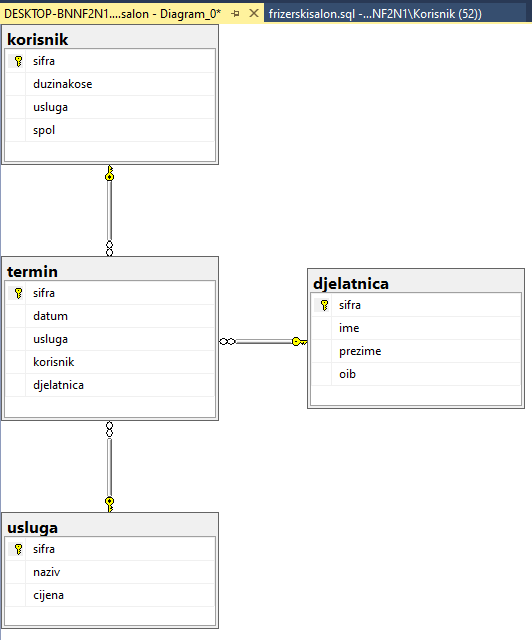 DESKTOP-BNNF2N1....salon - Diagram_0*
frizerskisalon.sql -...NF2N1\Korisnik (52))
korisnik
sifra
duzinakose
usluga
spol
termin
sifra
datum
usluga
korisnik
djelatnica
djelatnica
sifra
ime
prezime
oib
usluga
sifra
naziv
cijena